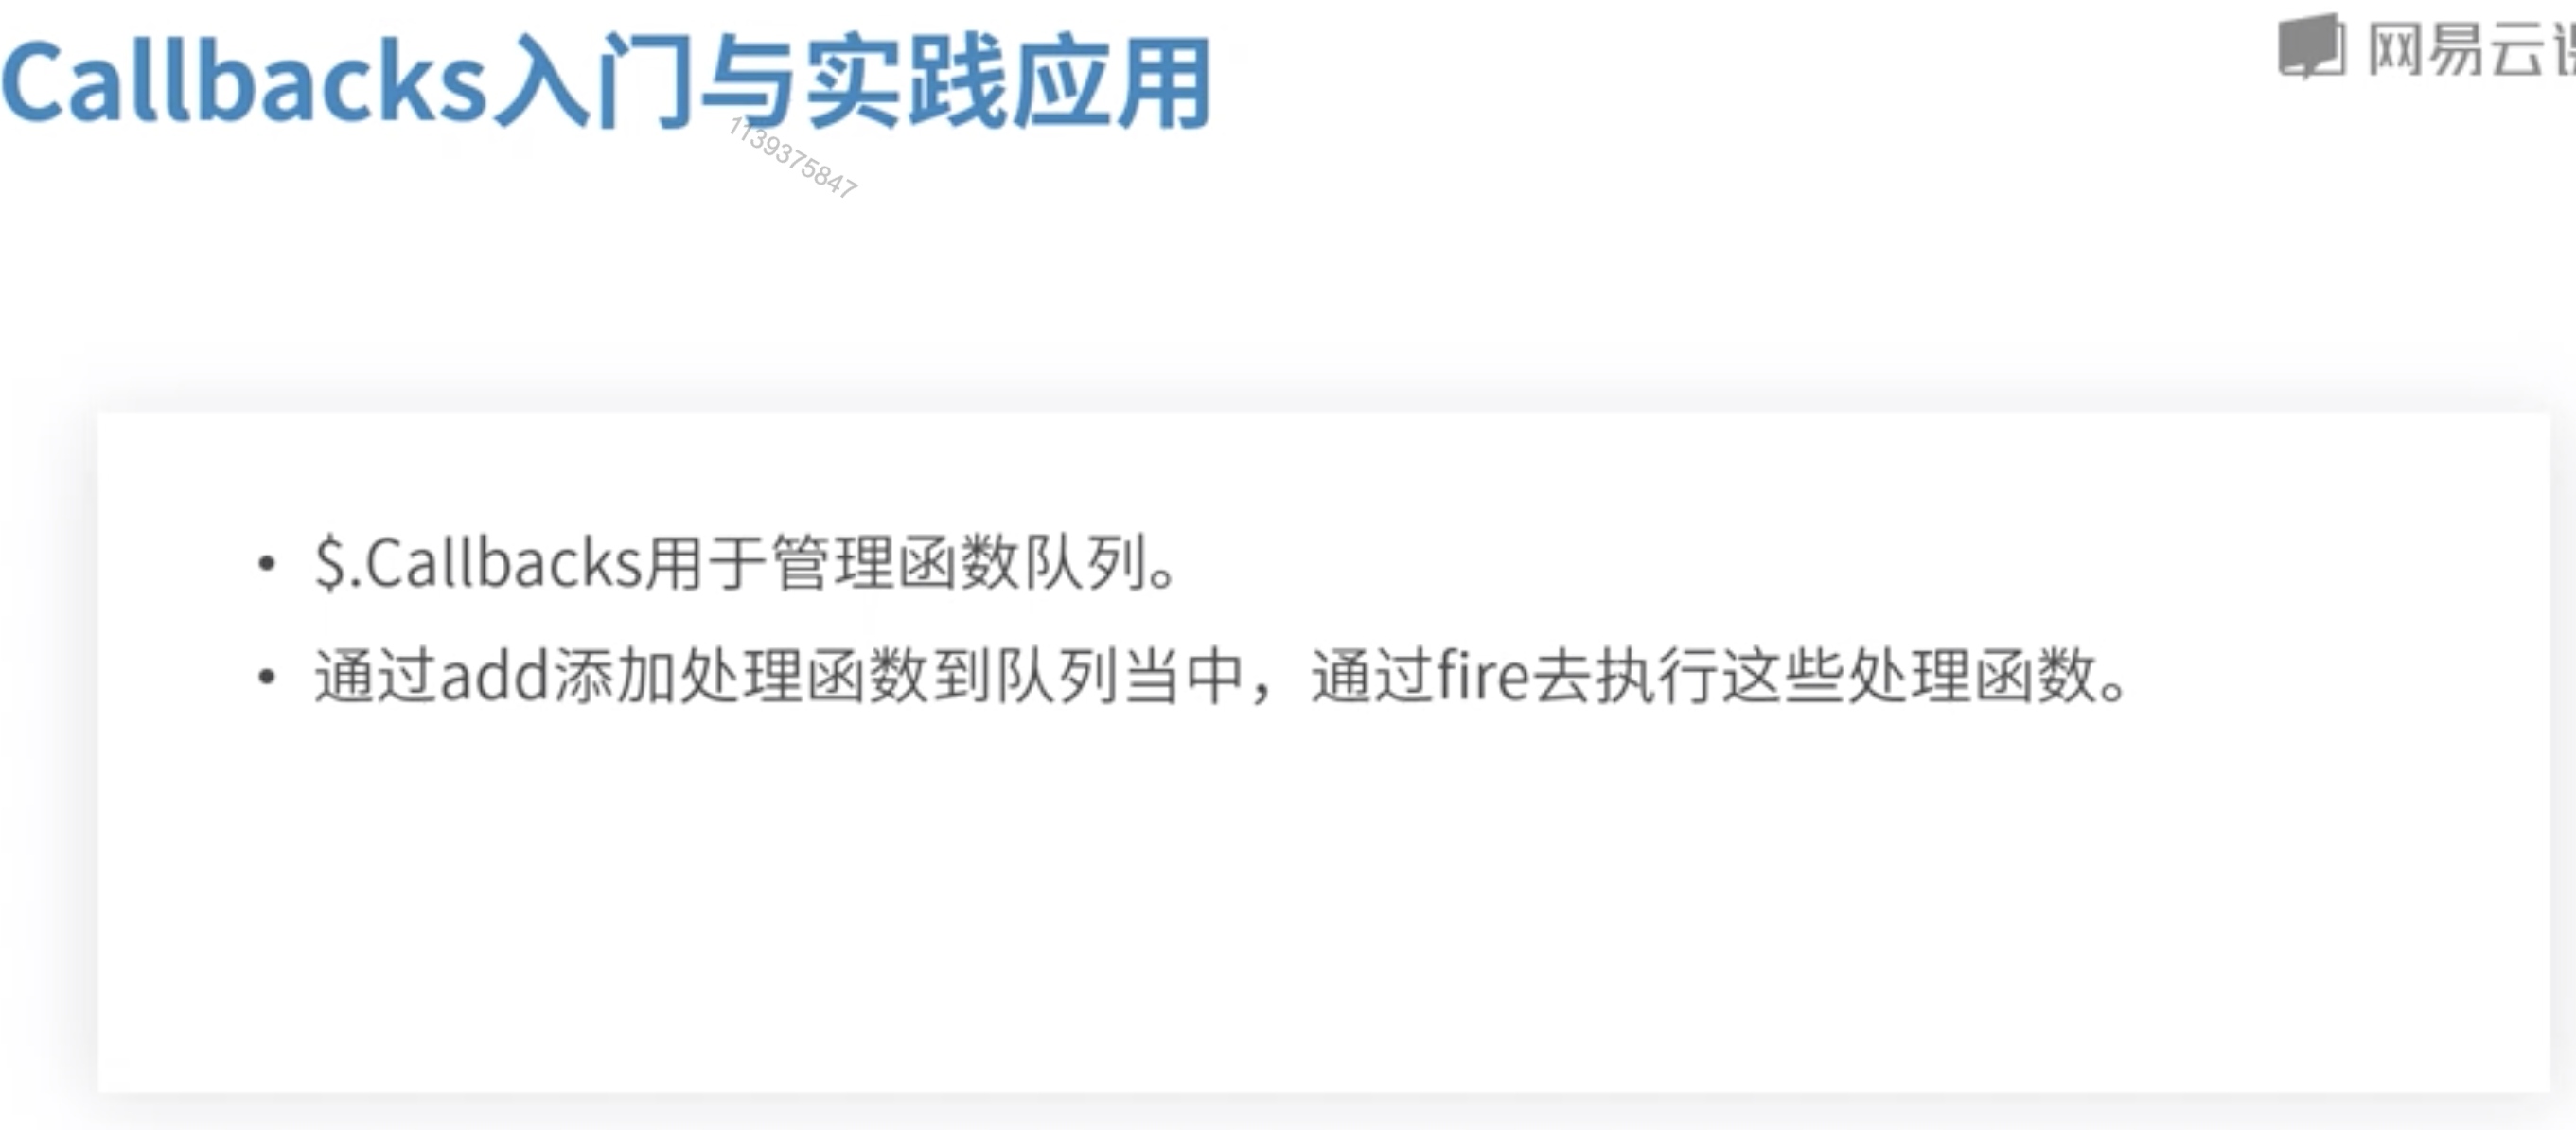 Callbacks入门与实践应用
网易云
1139375847
• $.Callbacks用于管理函数队列。
• 通过add添加处理函数到队列当中，通过fire去执行这些处理函数。